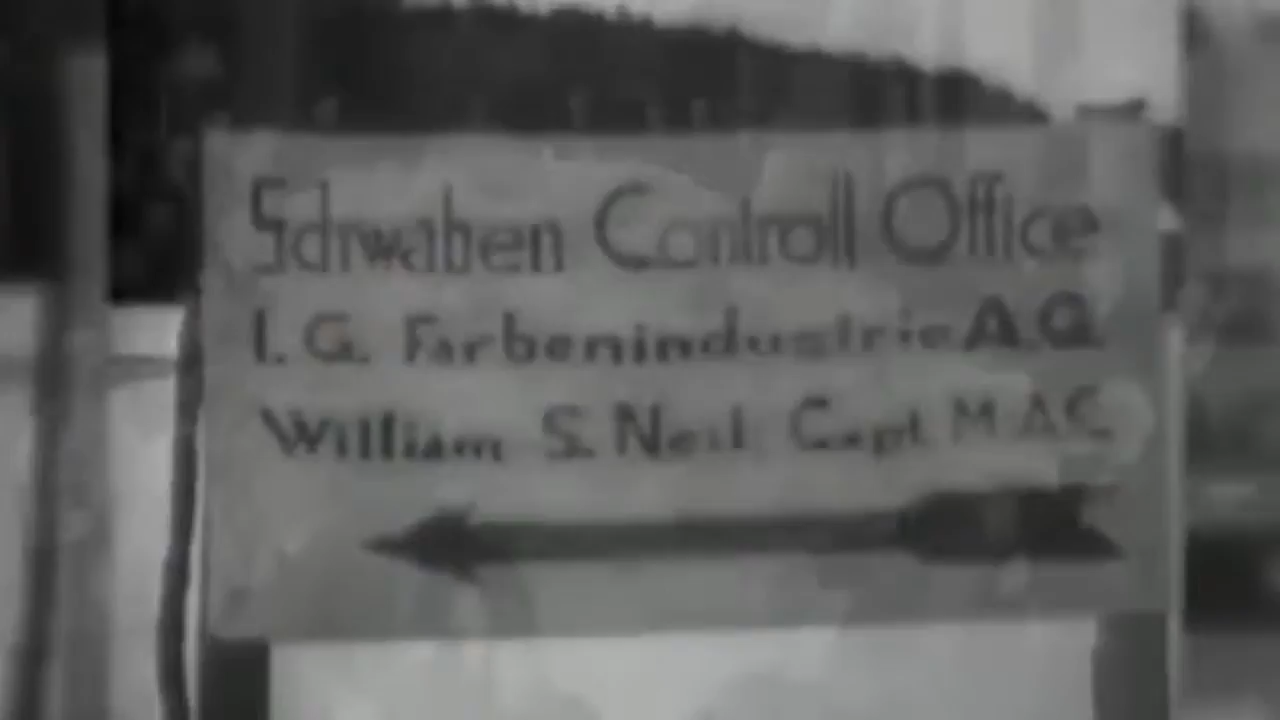 Schwaben Controll Office
I. G. Farbenindustrie A.G.
William S. Neil Capt. M.A.C.